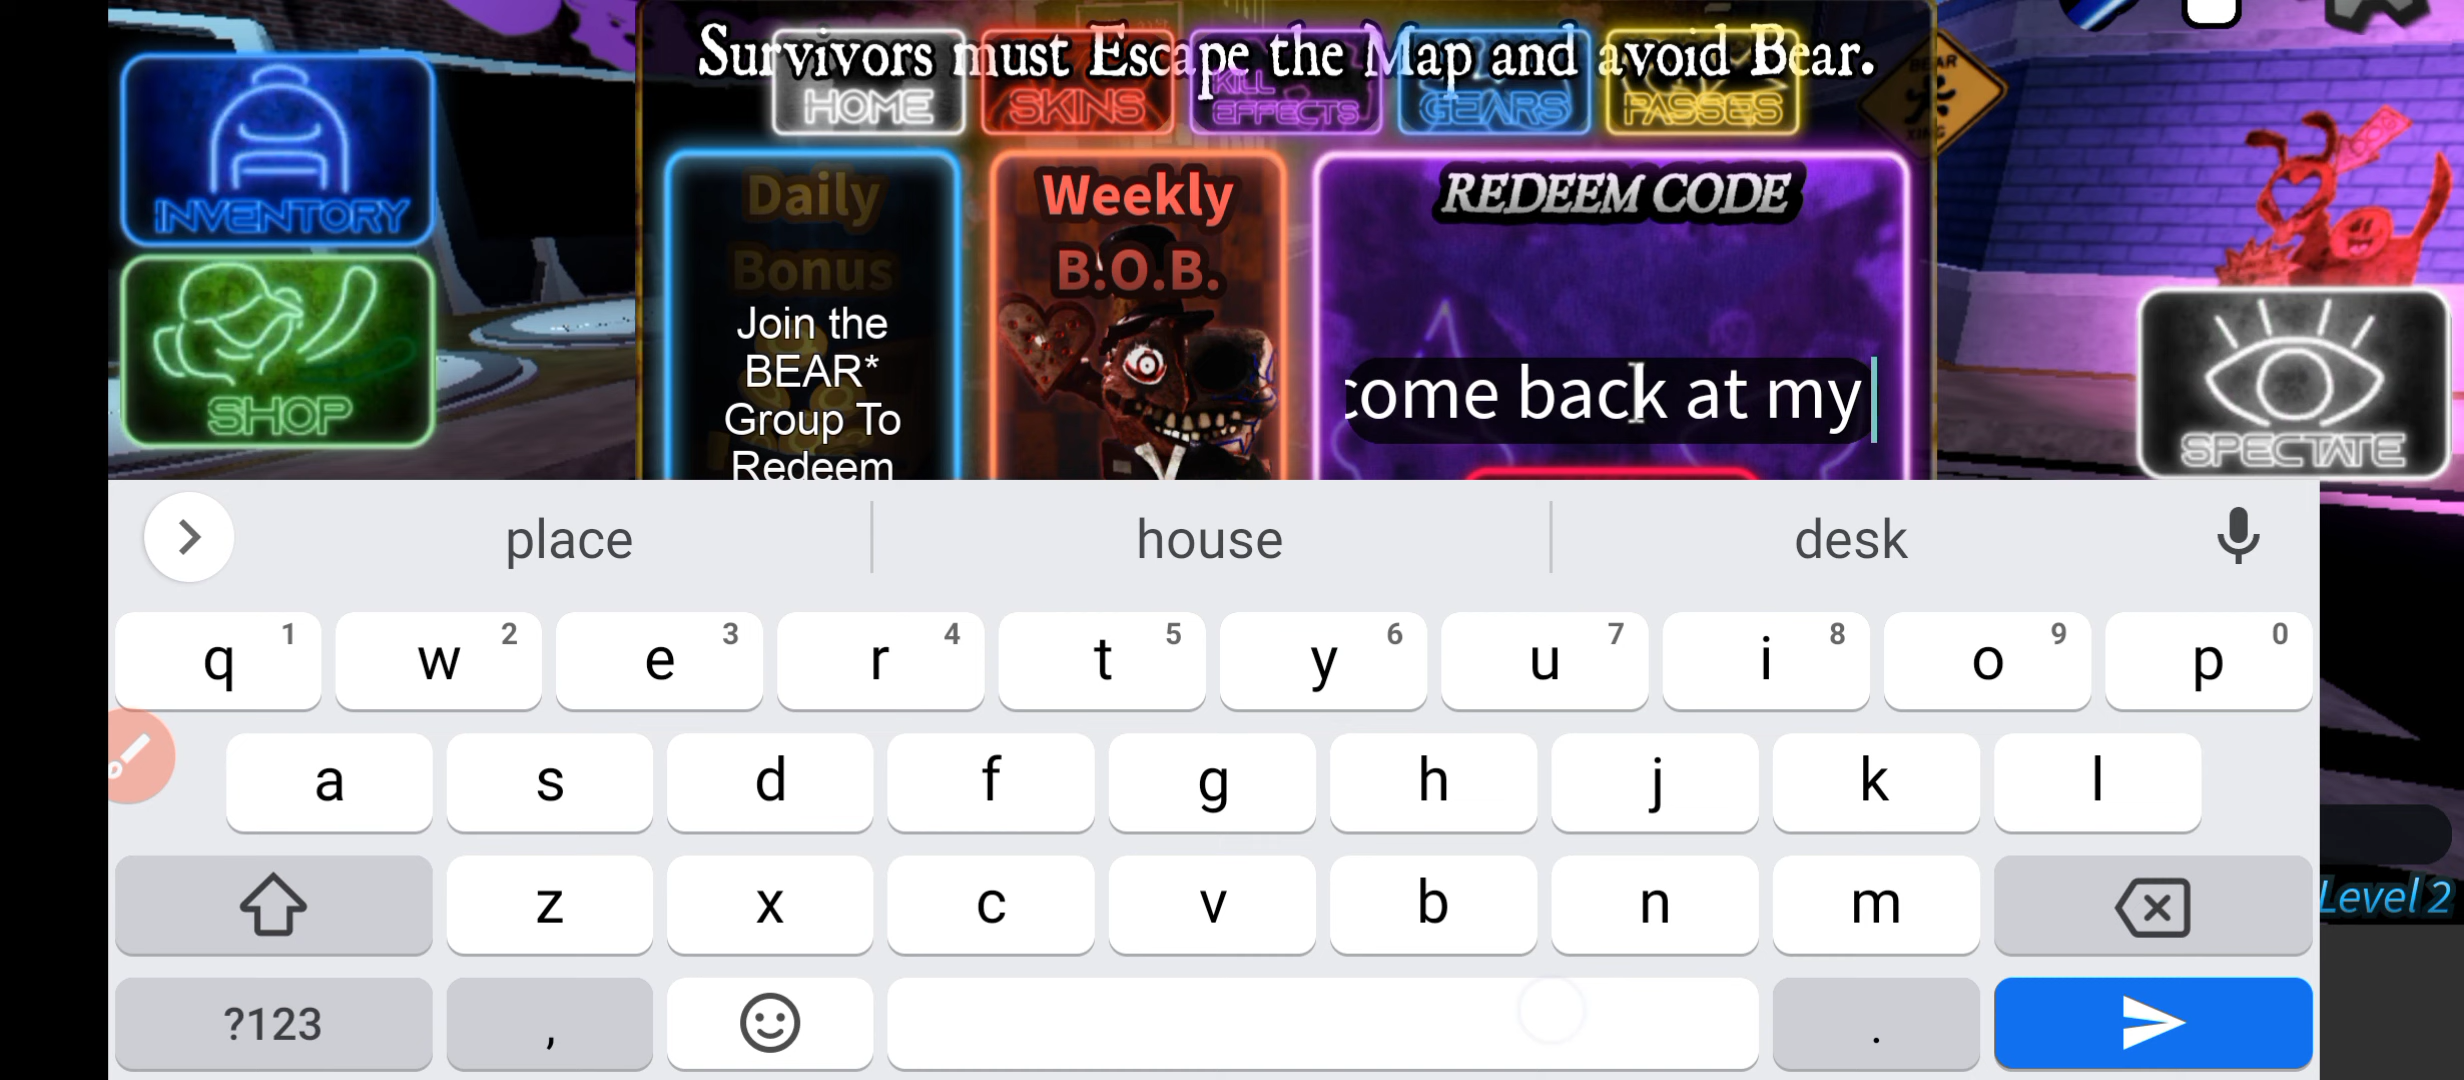 Survivors must Escape the Map and avoid Bear.
HOME
SKINS
KILL
EFFECTS
GEARS
PASSES
BEAR
XING
INVENTORY
SHOP
Daily
Bonus
Join the
BEAR*
Group To
Redeem
Weekly
B.O.B.
REDEEM CODE
come back at my
SPECTATE
place
house
desk
q 1 w 2 e 3 r 4 t 5 y 6 u 7 i 8 o 9 p 0
a s d f g h j k l
z x c v b n m
Level 2
?123 , .